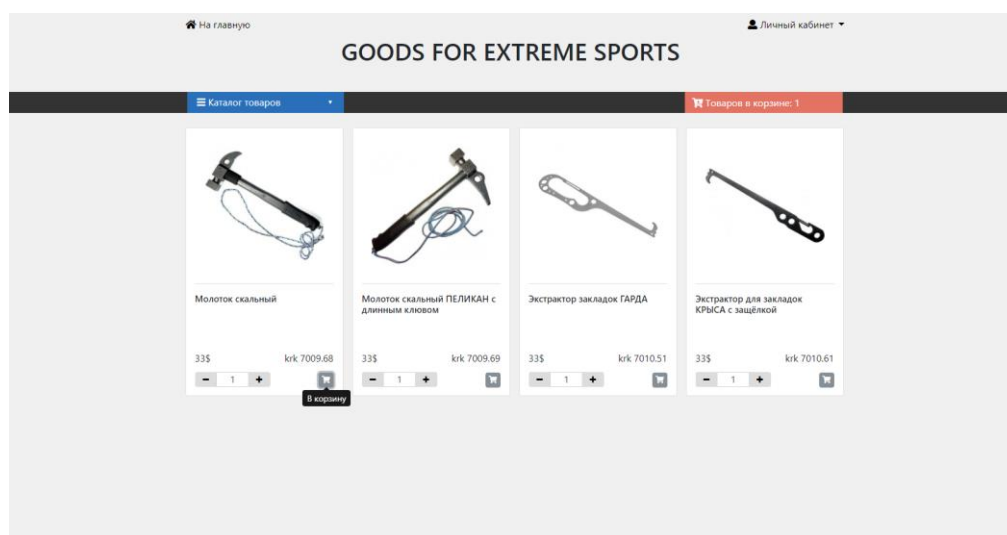 На главную
Личный кабинет
GOODS FOR EXTREME SPORTS
Каталог товаров
Товаров в корзине: 1
Молоток скальный
Молоток скальный ПЕЛИКАН с
длинным клювом
Экстрактор закладок ГАРДА
Экстрактор для закладок
КРЫСА с защёлкой
33$ krk 7009.68
33$ krk 7009.69
33$ krk 7010.51
33$ krk 7010.61
- 1 +
- 1 +
- 1 +
- 1 +
В корзину